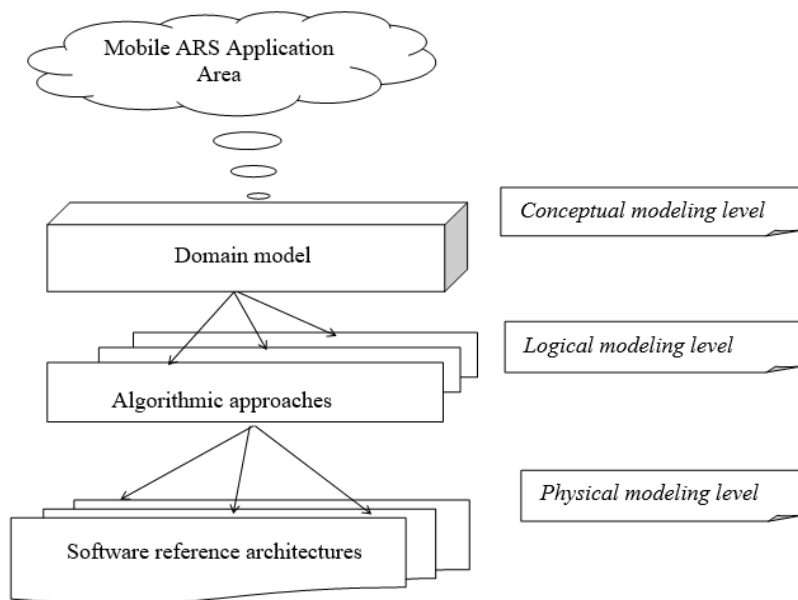 Mobile ARS Application
Area
Conceptual modeling level
Domain model
Logical modeling level
Algorithmic approaches
Physical modeling level
Software reference architectures